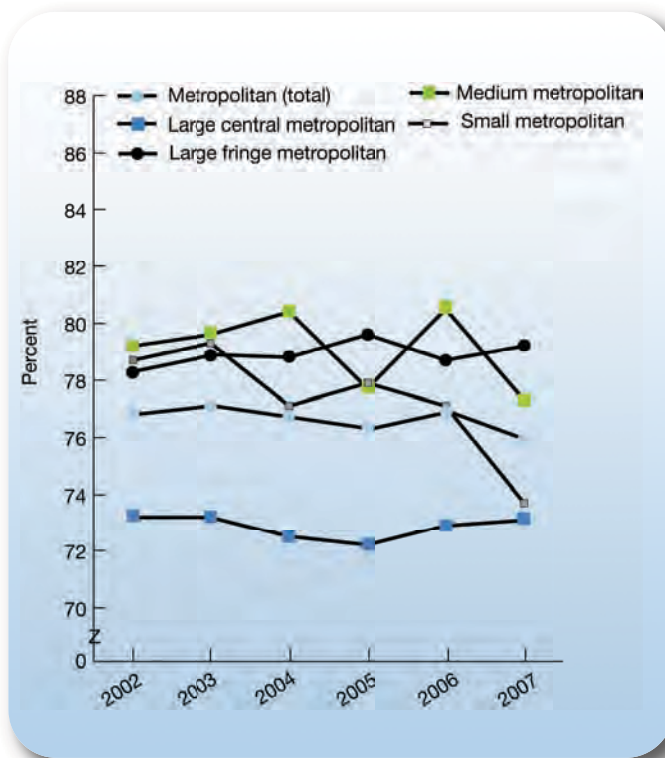 Metropolitan (total)
Large central metropolitan
Large fringe metropolitan
Medium metropolitan
Small metropolitan
Percent
88
86
84
82
80
78
76
74
72
70
Z
0
2002
2003
2004
2005
2006
2007